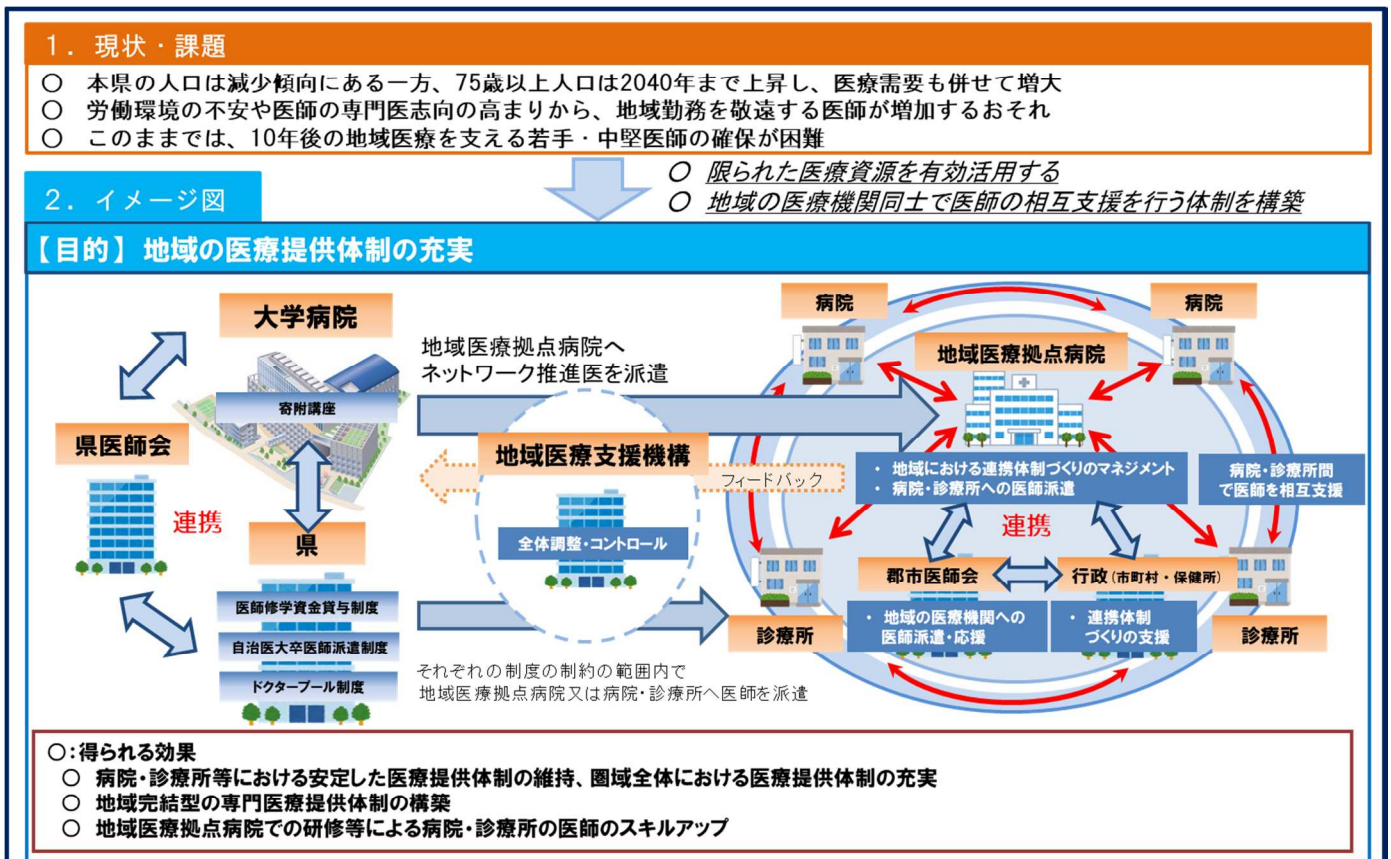 1．現状・課題
○ 本県の人口は減少傾向にある一方、75歳以上人口は2040年まで上昇し、医療需要も併せて増大
○ 労働環境の不安や医師の専門医志向の高まりから、地域勤務を敬遠する医師が増加するおそれ
○ このままでは、10年後の地域医療を支える若手・中堅医師の確保が困難
○ 限られた医療資源を有効活用する
○ 地域の医療機関同士で医師の相互支援を行う体制を構築
2．イメージ図
【目的】地域の医療提供体制の充実
大学病院
寄附講座
県医師会
連携
県
医師修学資金貸与制度
自治医大卒医師派遣制度
ドクタープール制度
地域医療拠点病院へ
ネットワーク推進医を派遣
地域医療支援機構
フィードバック
全体調整・コントロール
それぞれの制度の制約の範囲内で
地域医療拠点病院又は病院・診療所へ医師を派遣
病院
病院
地域医療拠点病院
・ 地域における連携体制づくりのマネジメント
・ 病院・診療所への医師派遣
病院・診療所間
で医師を相互支援
連携
郡市医師会
行政（市町村・保健所）
・ 地域の医療機関への
医師派遣・応援
・ 連携体制
づくりの支援
診療所
診療所
○：得られる効果
○ 病院・診療所等における安定した医療提供体制の維持、圏域全体における医療提供体制の充実
○ 地域完結型の専門医療提供体制の構築
○ 地域医療拠点病院での研修等による病院・診療所の医師のスキルアップ